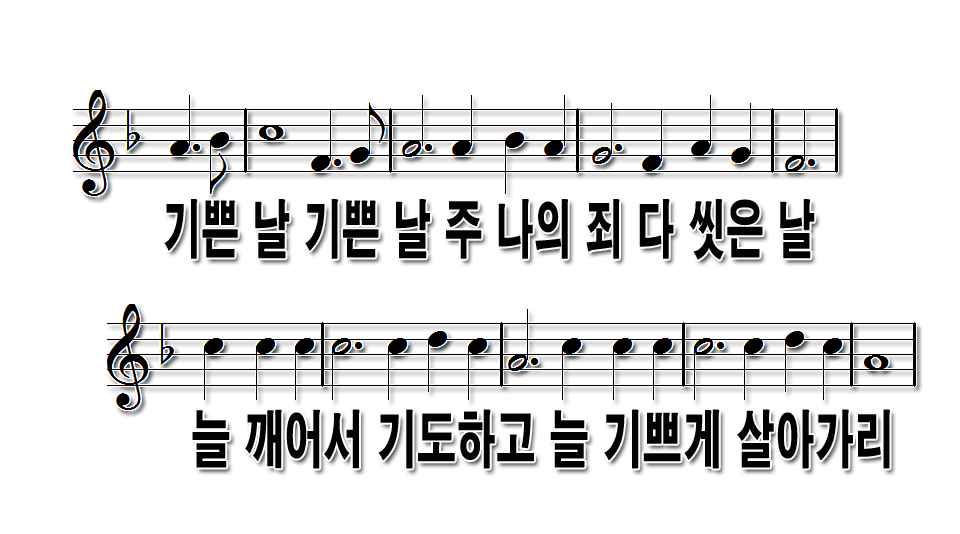 기쁜 날 기쁜 날 주 나의 죄 다 씻은 날
늘 깨어서 기도하고 늘 기쁘게 살아가리